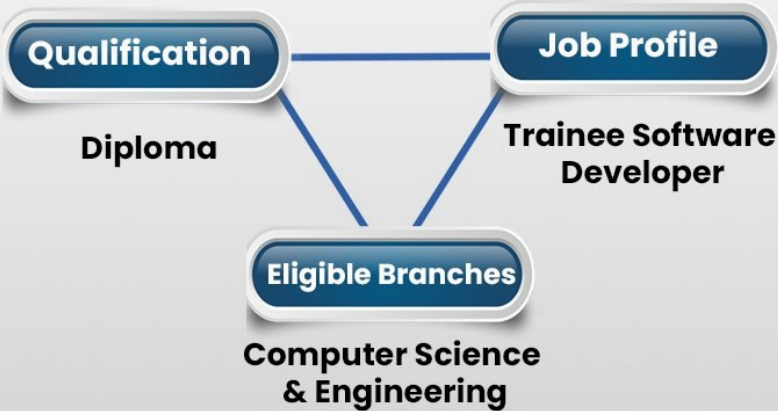 Qualification
Diploma
Job Profile
Trainee Software
Developer
Eligible Branches
Computer Science
& Engineering